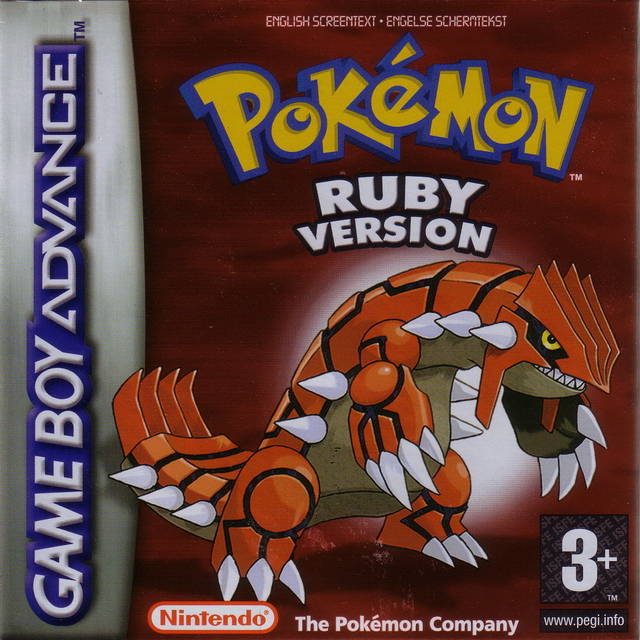 ENGLISH SCREENTEXT • ENGELSE SCHERMTEKST
POKéMON
TM
RUBY
VERSION
GAME BOY ADVANCE
TM
3+
TM
www.pegi.info
Nintendo®
The Pokémon Company